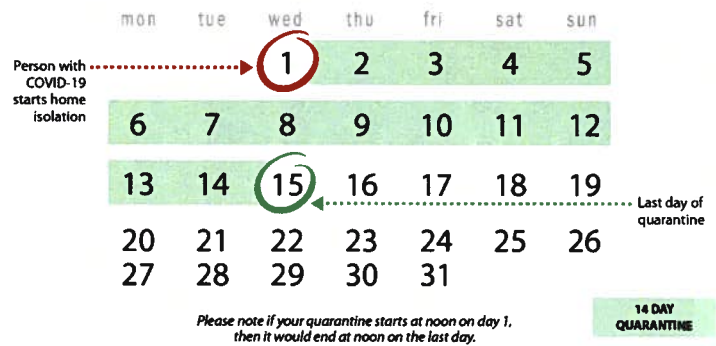 mon tue wed thu fri sat sun
1 2 3 4 5
Person with
COVID-19
starts home
isolation
6 7 8 9 10 11 12
13 14 15 16 17 18 19
Last day of
quarantine
20 21 22 23 24 25 26
27 28 29 30 31
14 DAY
QUARANTINE
Please note if your quarantine starts at noon on day 1,
then it would end at noon on the last day.